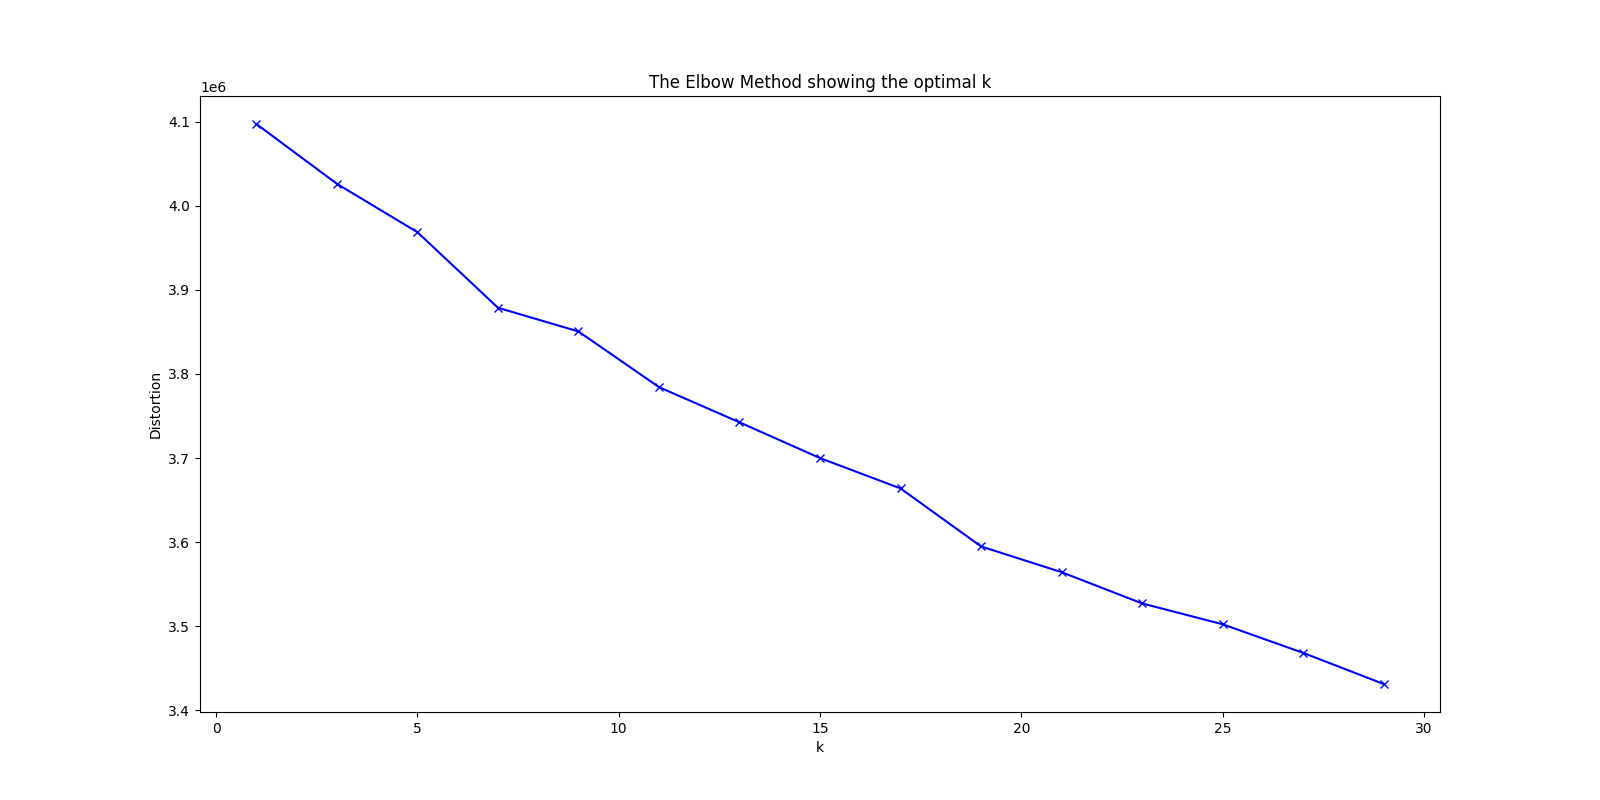 The Elbow Method showing the optimal k
1e6
4.1
4.0
3.9
3.8
3.7
3.6
3.5
3.4
Distortion
0 5 10 15 20 25 30
k